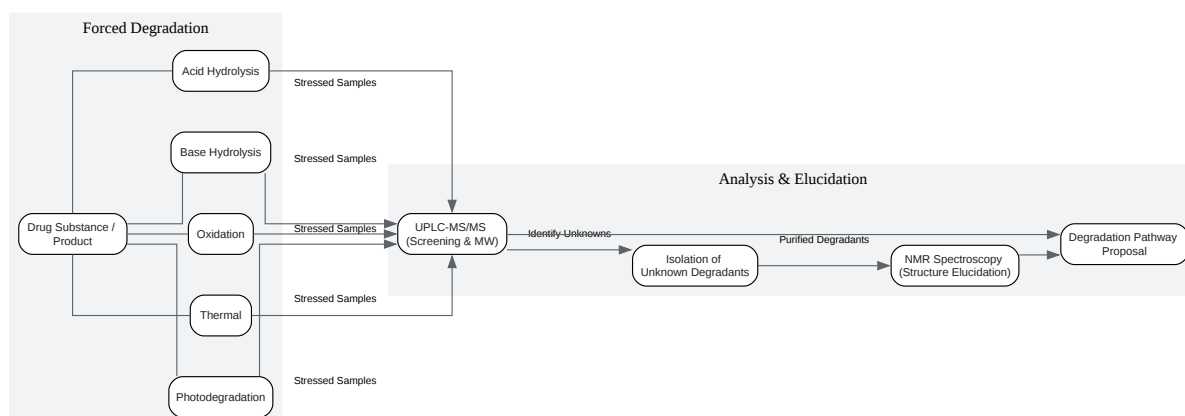 Forced Degradation
Acid Hydrolysis
Stressed Samples
Base Hydrolysis
Stressed Samples
Analysis & Elucidation
Drug Substance /
Product
Oxidation
Stressed Samples
UPLC-MS/MS
(Screening & MW)
Identify Unknowns
Isolation of
Unknown Degradants
Purified Degradants
NMR Spectroscopy
(Structure Elucidation)
Degradation Pathway
Proposal
Thermal
Stressed Samples
Photodegradation
Stressed Samples